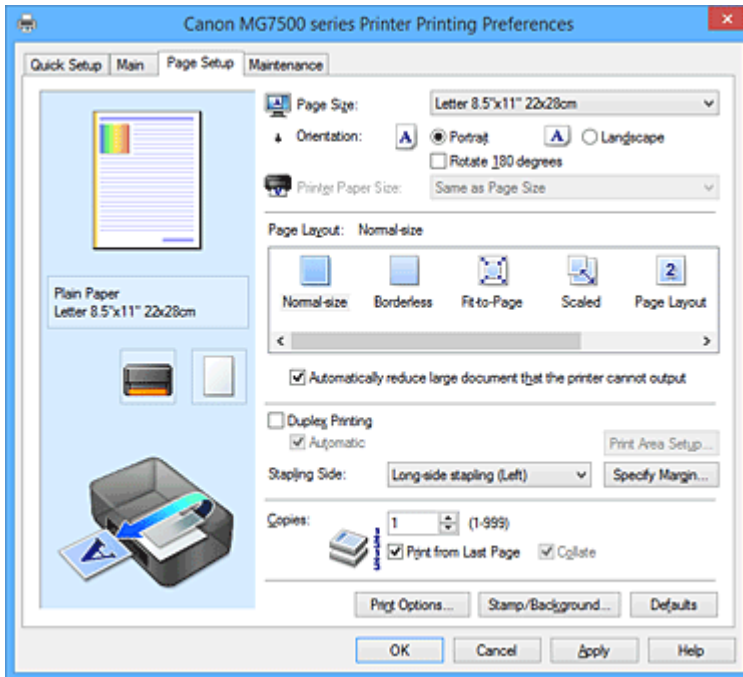 Canon MG7500 series Printer Printing Preferences
Quick Setup Main Page Setup Maintenance
Page Size: Letter 8.5"x11" 22x28cm
Orientation: A Portrait A Landscape
Rotate 180 degrees
Printer Paper Size: Same as Page Size
Page Layout: Normal-size
Normal-size Borderless Fit-to-Page Scaled 2 Page Layout
Plain Paper
Letter 8.5"x11" 22x28cm
Automatically reduce large document that the printer cannot output
Duplex Printing
Automatic Print Area Setup...
Stapling Side: Long-side stapling (Left) Specify Margin...
Copies: 1 (1-999)
Print from Last Page Collate
A
Print Options... Stamp/Background... Defaults
OK Cancel Apply Help